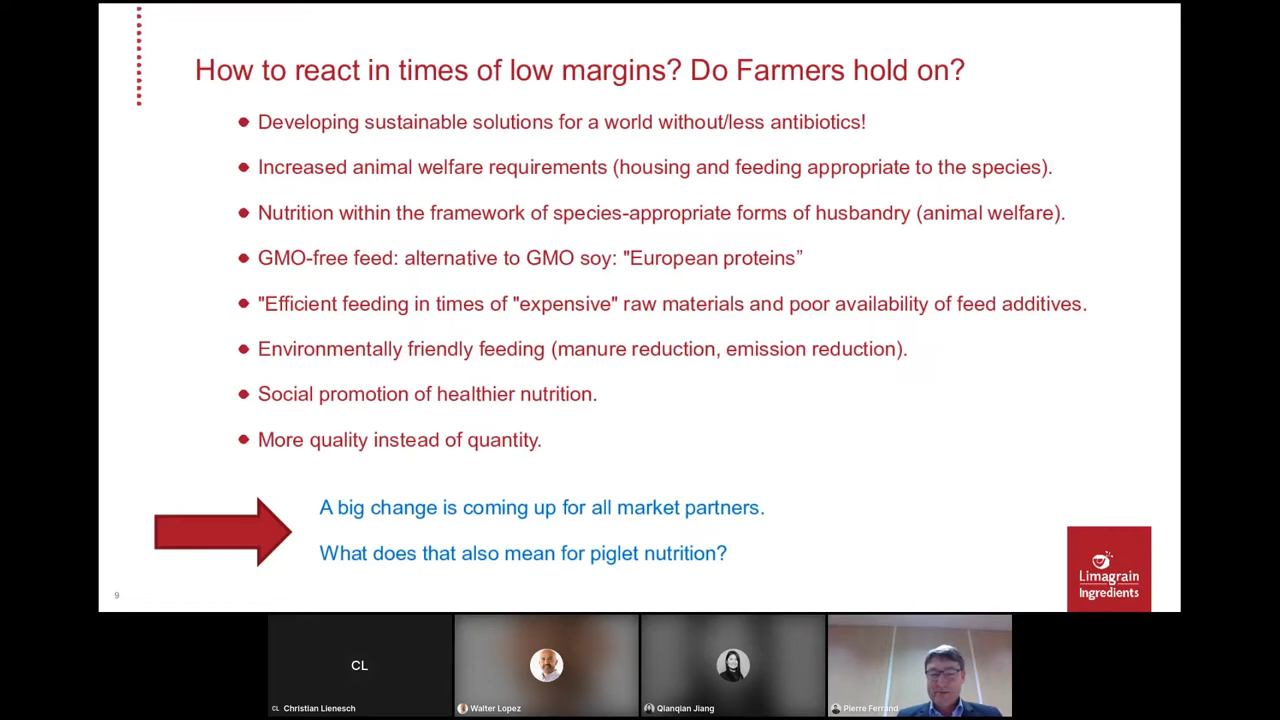 How to react in times of low margins? Do Farmers hold on?
Developing sustainable solutions for a world without/less antibiotics!
Increased animal welfare requirements (housing and feeding appropriate to the species).
Nutrition within the framework of species-appropriate forms of husbandry (animal welfare).
GMO-free feed: alternative to GMO soy: "European proteins”
"Efficient feeding in times of "expensive" raw materials and poor availability of feed additives.
Environmentally friendly feeding (manure reduction, emission reduction).
Social promotion of healthier nutrition.
More quality instead of quantity.
A big change is coming up for all market partners.
What does that also mean for piglet nutrition?
Limagrain
Ingredients
9
CL
CL Christian Lienesch
Walter Lopez
Qianqian Jiang
Pierre Ferrand